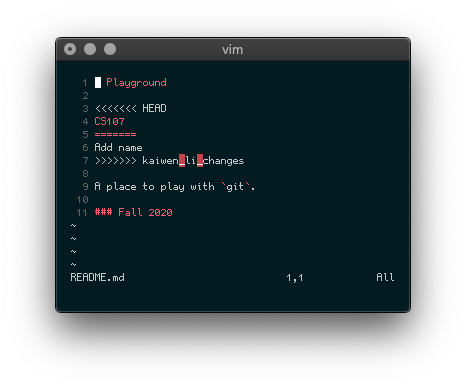 vim
1 Playground
2
3 <<<<<<< HEAD
4 CS107
5 =======
6 Add name
7 >>>>>>> kaiwen_li_changes
8
9 A place to play with `git`.
10
11 ### Fall 2020
~
~
~
~
README.md 1,1 All